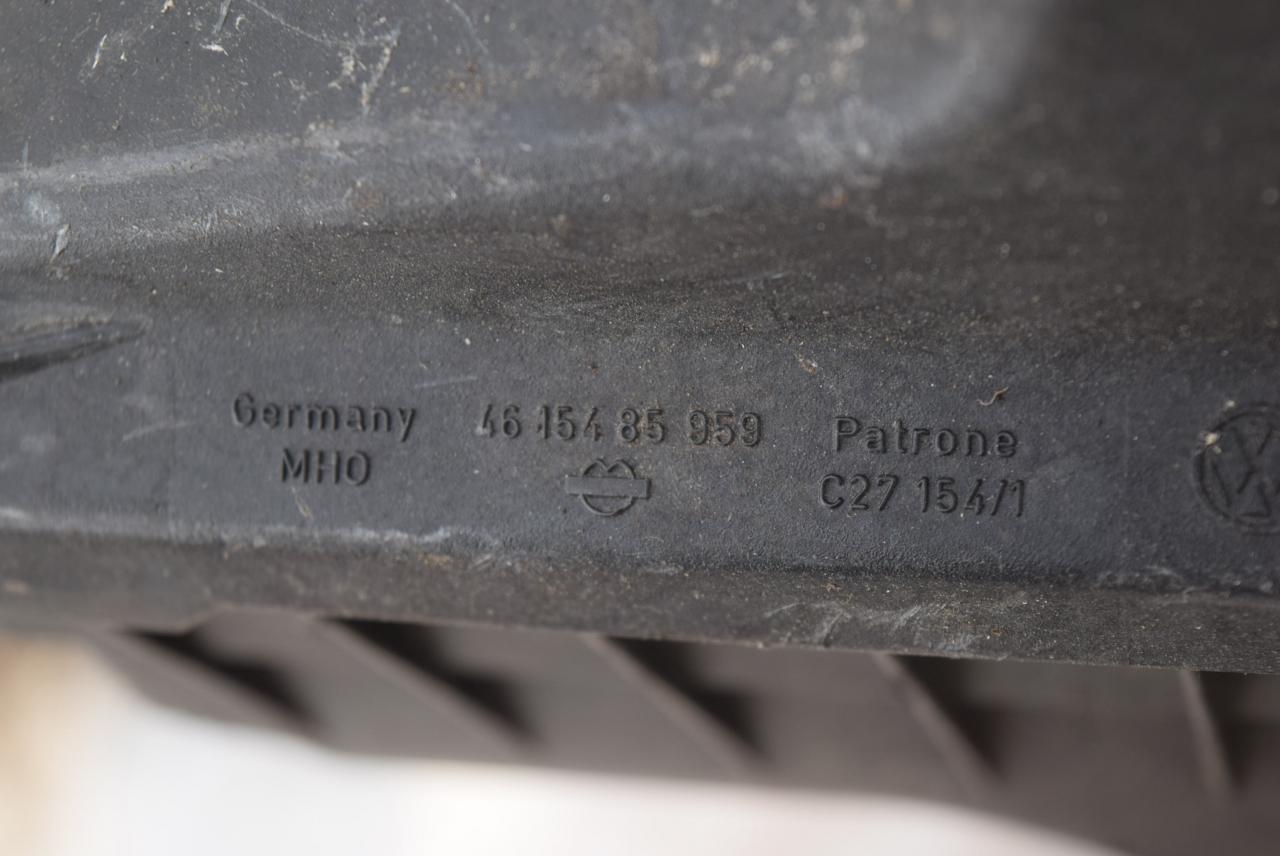 Germany
MHO
46 154 85 959
Patrone
C27 154/1